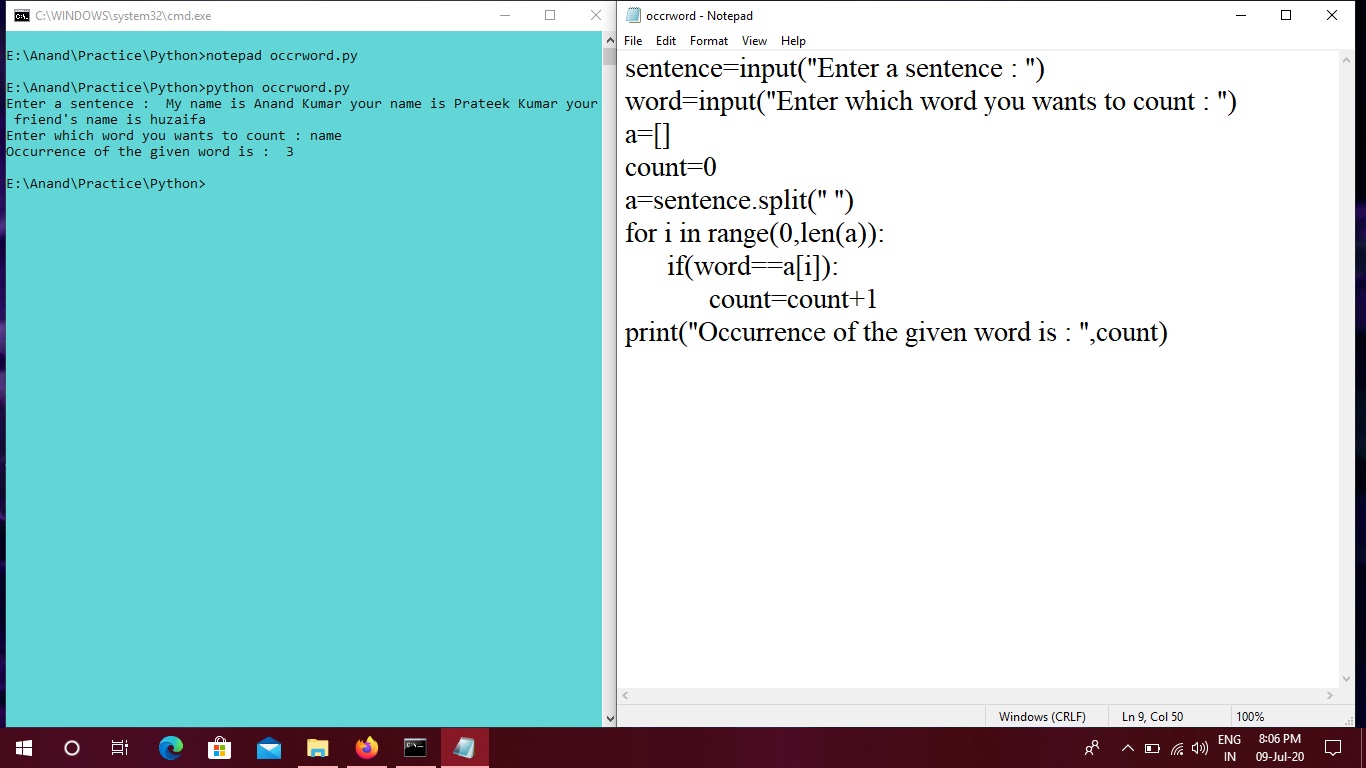 C:\WINDOWS\system32\cmd.exe
E:\Anand\Practice\Python>notepad occrword.py
E:\Anand\Practice\Python>python occrword.py
Enter a sentence :  My name is Anand Kumar your name is Prateek Kumar your
 friend's name is huzaifa
Enter which word you wants to count : name
Occurrence of the given word is :  3
E:\Anand\Practice\Python>
occrword - Notepad
File Edit Format View Help
sentence=input("Enter a sentence : ")
word=input("Enter which word you wants to count : ")
a=[]
count=0
a=sentence.split(" ")
for i in range(0,len(a)):
      if(word==a[i]):
            count=count+1
print("Occurrence of the given word is : ",count)
Windows (CRLF) Ln 9, Col 50 100%
ENG
IN
8:06 PM
09-Jul-20